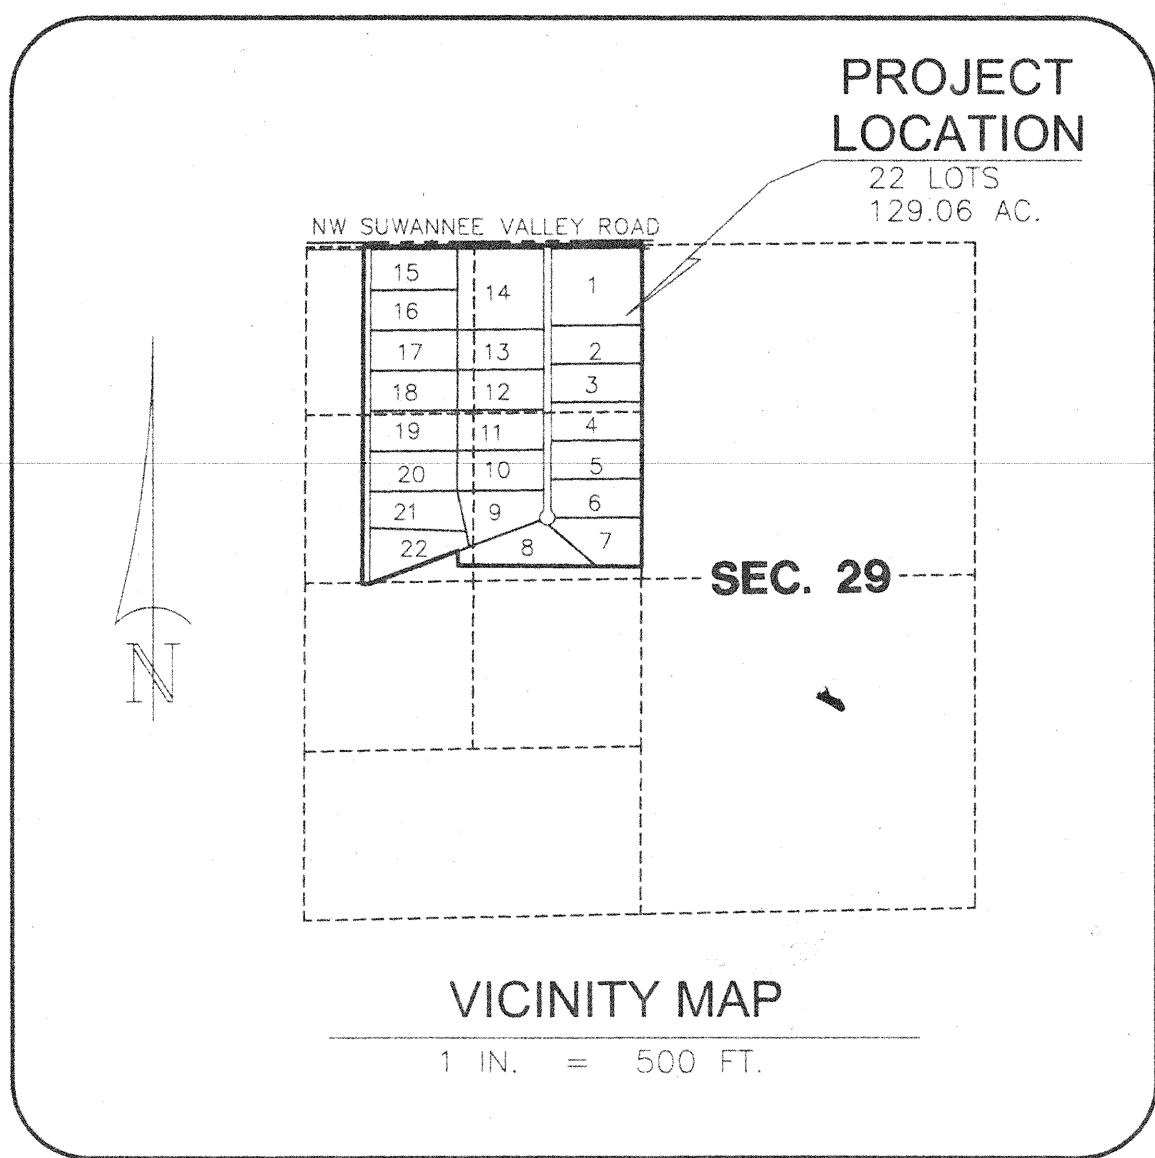 PROJECT
LOCATION
22 LOTS
129.06 AC.
NW SUWANNEE VALLEY ROAD
15
14
1
16
17
13
2
18
12
3
19
11
4
20
10
5
21
9
6
22
8
7
SEC. 29
N
VICINITY MAP
1 IN. = 500 FT.